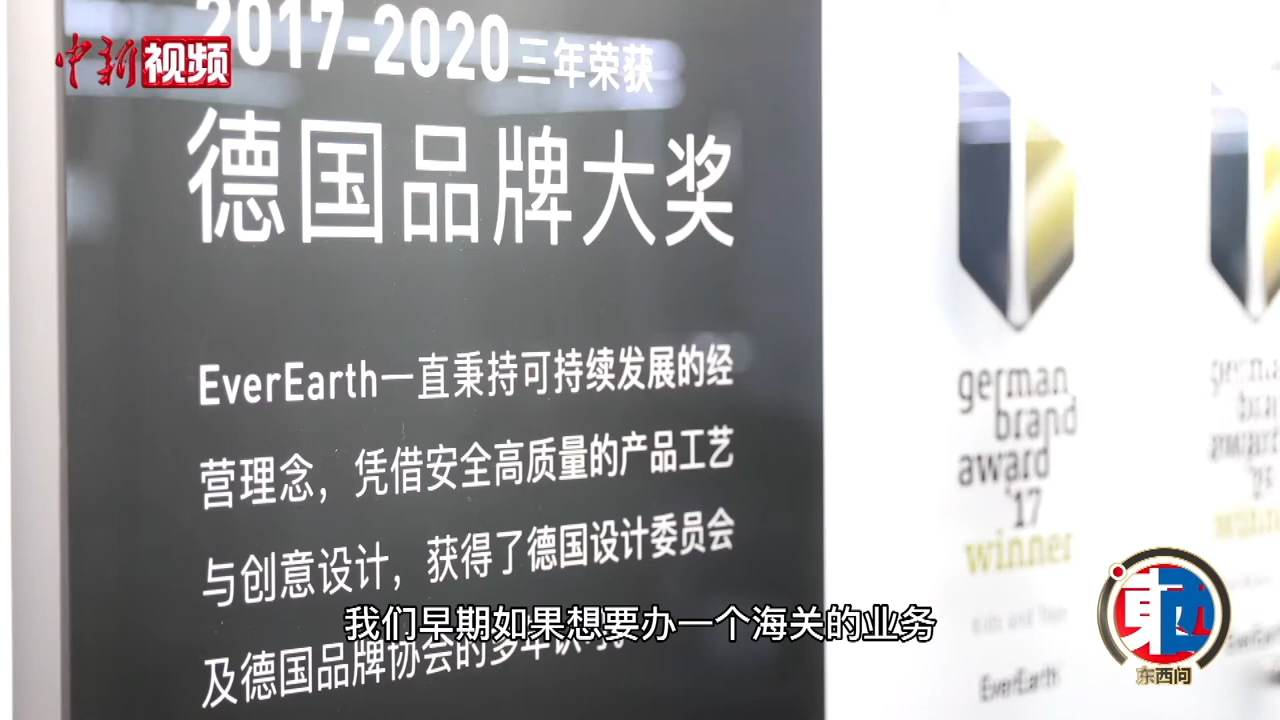 中新视频
2017-2020三年荣获
德国品牌大奖
EverEarth一直秉持可持续发展的经
营理念，凭借安全高质量的产品工艺
与创意设计，获得了德国设计委员会
及德国品牌协会的多年认可。
我们早期如果想要办一个海关的业务
german
brand
award
'17
winner
EverEarth
东西问